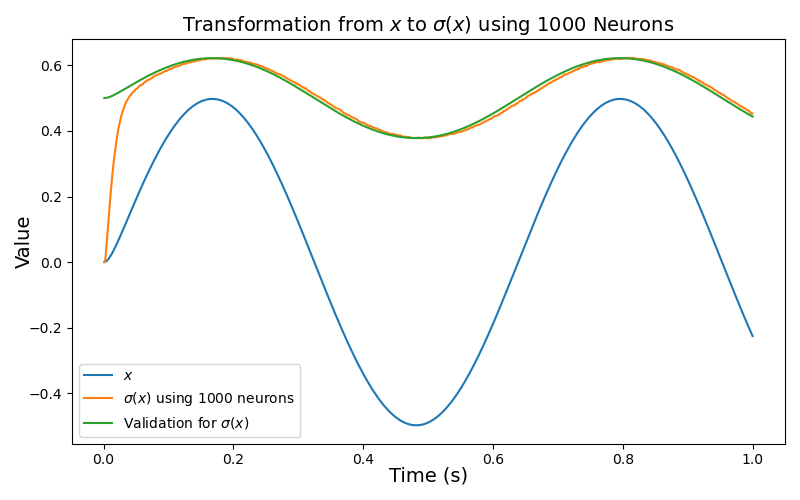 Transformation from x to σ(x) using 1000 Neurons
Value
0.6
0.4
0.2
0.0
−0.2
−0.4
x
σ(x) using 1000 neurons
Validation for σ(x)
0.0 0.2 0.4 0.6 0.8 1.0
Time (s)